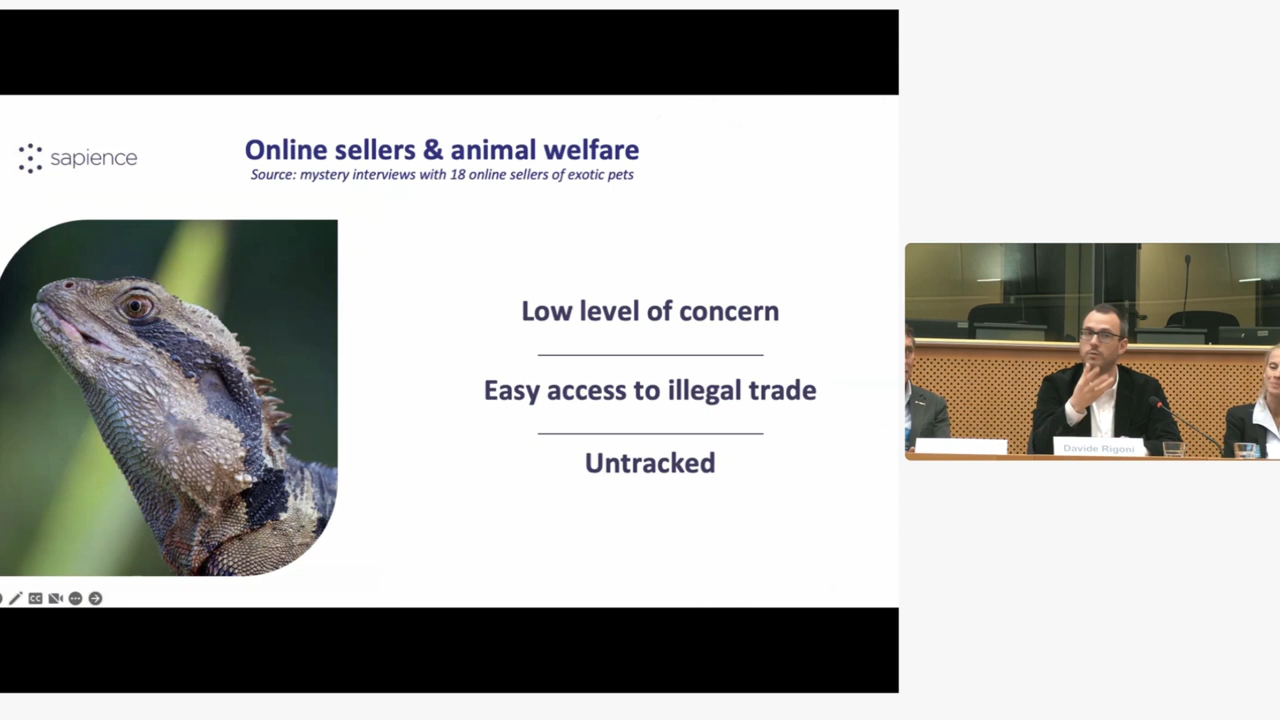 sapience
Online sellers & animal welfare
Source: mystery interviews with 18 online sellers of exotic pets
Low level of concern
Easy access to illegal trade
Untracked
CC
Davide Rigoni